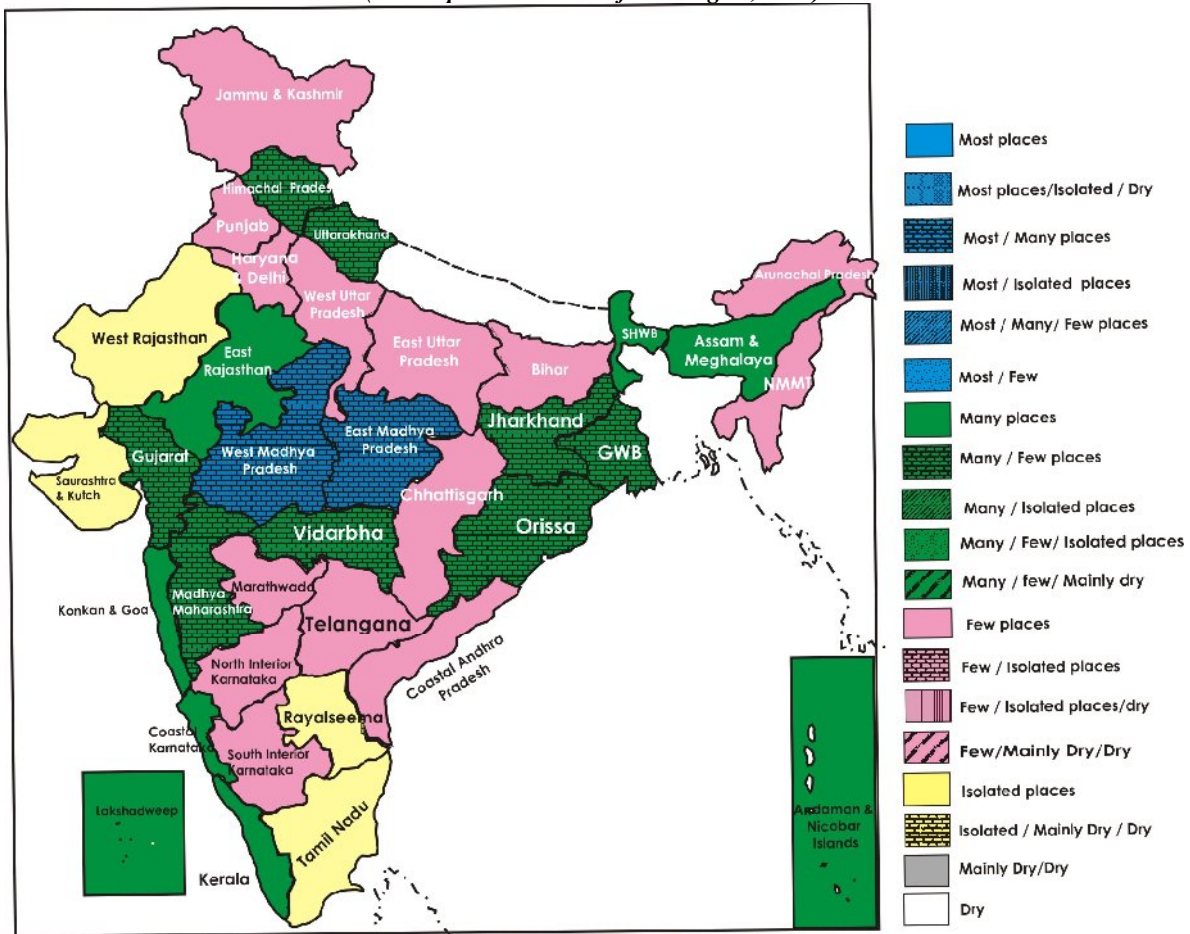 Jammu & Kashmir
Himachal Prades
Punjab
Uttarakhand
Haryana
& Delhi
West Uttar
Pradesh
Arunachal Pradesh
West Rajasthan
East
Rajasthan
East Uttar
Pradesh
Bihar
SHWB
Assam &
Meghalaya
NMMT
Gujarat
West Madhya
Pradesh
East Madhya
Pradesh
Jharkhand
GWB
Saurashtra
& Kutch
Chhattisgarh
Vidarbha
Orissa
Konkan & Goa
Madhya
Maharashtra
Marathwada
Telangana
North Interior
Karnataka
Coastal Andhra
Pradesh
Rayalseema
Coastal
Karnataka
South Interior
Karnataka
Lakshadweep
Kerala
Tamil Nadu
Andaman &
Nicobar
Islands
Most places
Most places/Isolated / Dry
Most / Many places
Most / Isolated places
Most / Many/ Few places
Most / Few
Many places
Many / Few places
Many / Isolated places
Many / Few/ Isolated places
Many / few/ Mainly dry
Few places
Few / Isolated places
Few / Isolated places/dry
Few/Mainly Dry/Dry
Isolated places
Isolated / Mainly Dry / Dry
Mainly Dry/Dry
Dry